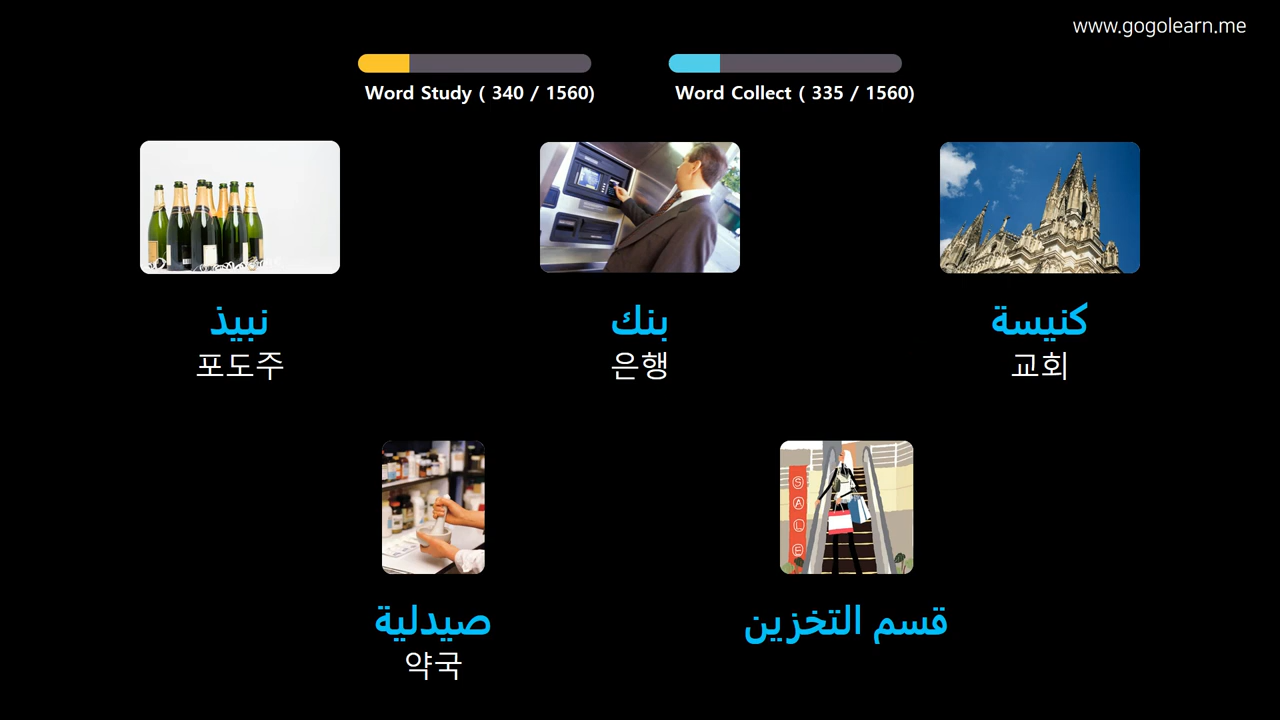 www.gogolearn.me
Word Study ( 340 / 1560)
Word Collect ( 335 / 1560)
نبيذ
포도주
بنك
은행
كنيسة
교회
صيدلية
약국
SALE
قسم التخزين